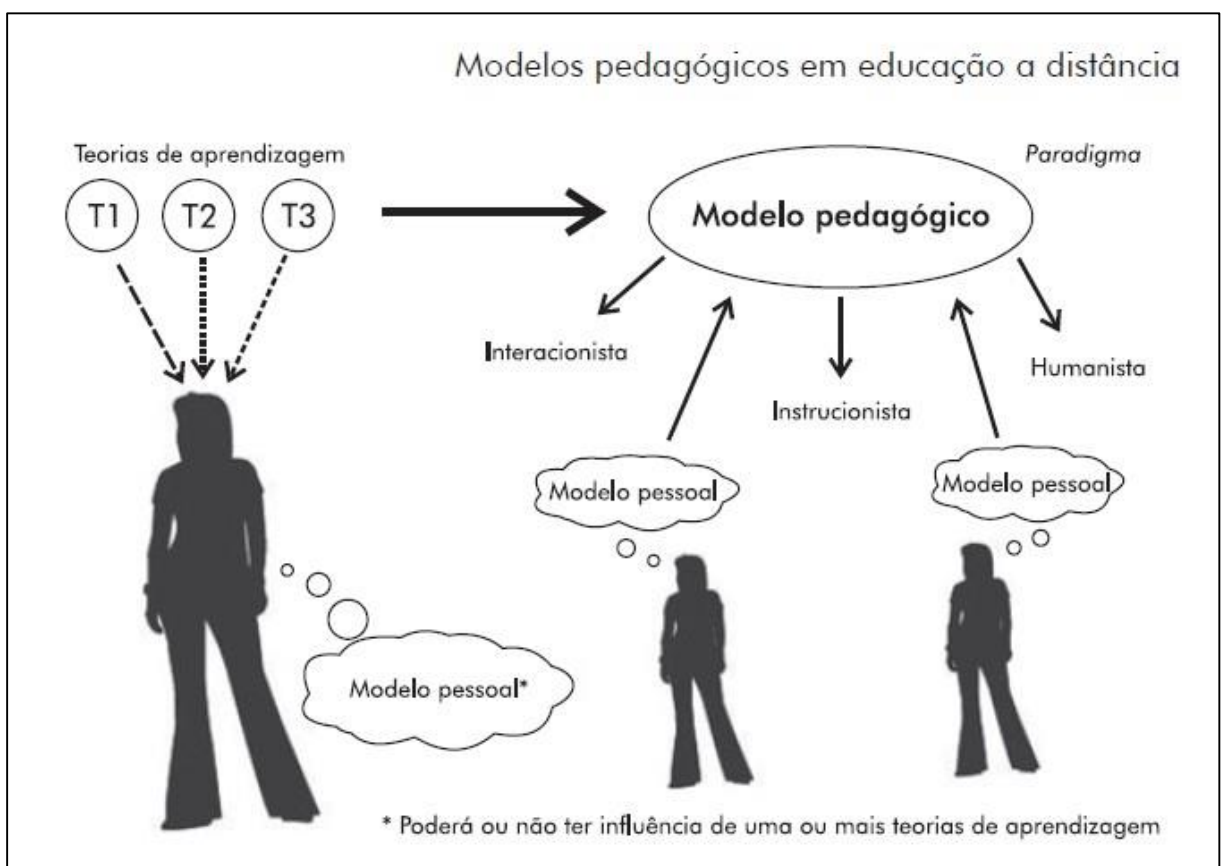 Modelos pedagógicos em educação a distância
Teorias de aprendizagem
T1 T2 T3
Paradigma
Modelo pedagógico
Interacionista
Instrucionista
Humanista
Modelo pessoal
Modelo pessoal
Modelo pessoal*
* Poderá ou não ter influência de uma ou mais teorias de aprendizagem